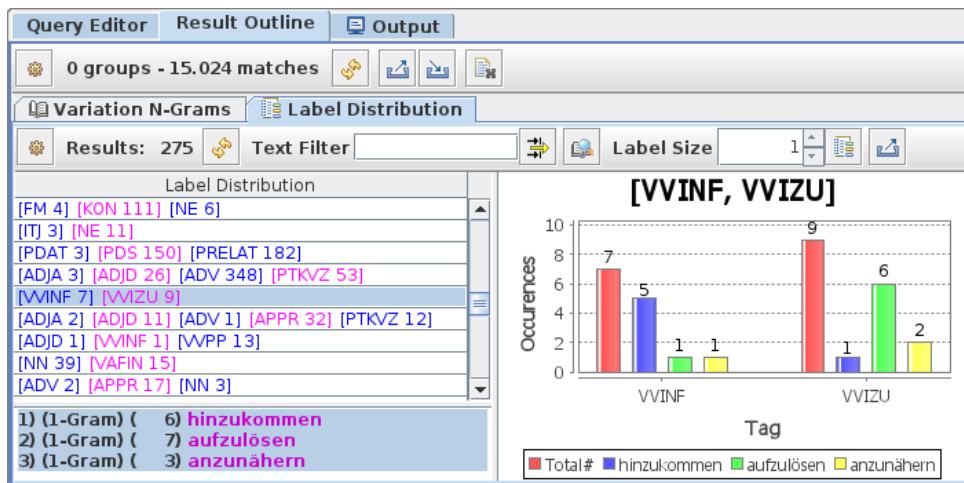 Query Editor Result Outline Output
0 groups - 15.024 matches
Variation N-Grams Label Distribution
Results: 275 Text Filter Label Size 1
Label Distribution
[FM 4] [KON 111] [NE 6]
[ITJ 3] [NE 11]
[PDAT 3] [PDS 150] [PRELAT 182]
[ADJA 3] [ADJD 26] [ADV 348] [PTKVZ 53]
[VVINF 7] [VVIZU 9]
[ADJA 2] [ADJD 11] [ADV 1] [APPR 32] [PTKVZ 12]
[ADJD 1] [VVINF 1] [VVPP 13]
[NN 39] [VAFIN 15]
[ADV 2] [APPR 17] [NN 3]
1) (1-Gram) ( 6) hinzukommen
2) (1-Gram) ( 7) aufzulösen
3) (1-Gram) ( 3) anzunähern
[VVINF, VVIZU]
Occurences
10
8
6
4
2
0
7 5 1 1
9 1 6 2
VVINF VVIZU
Tag
Total# hinzukommen aufzulösen anzunähern